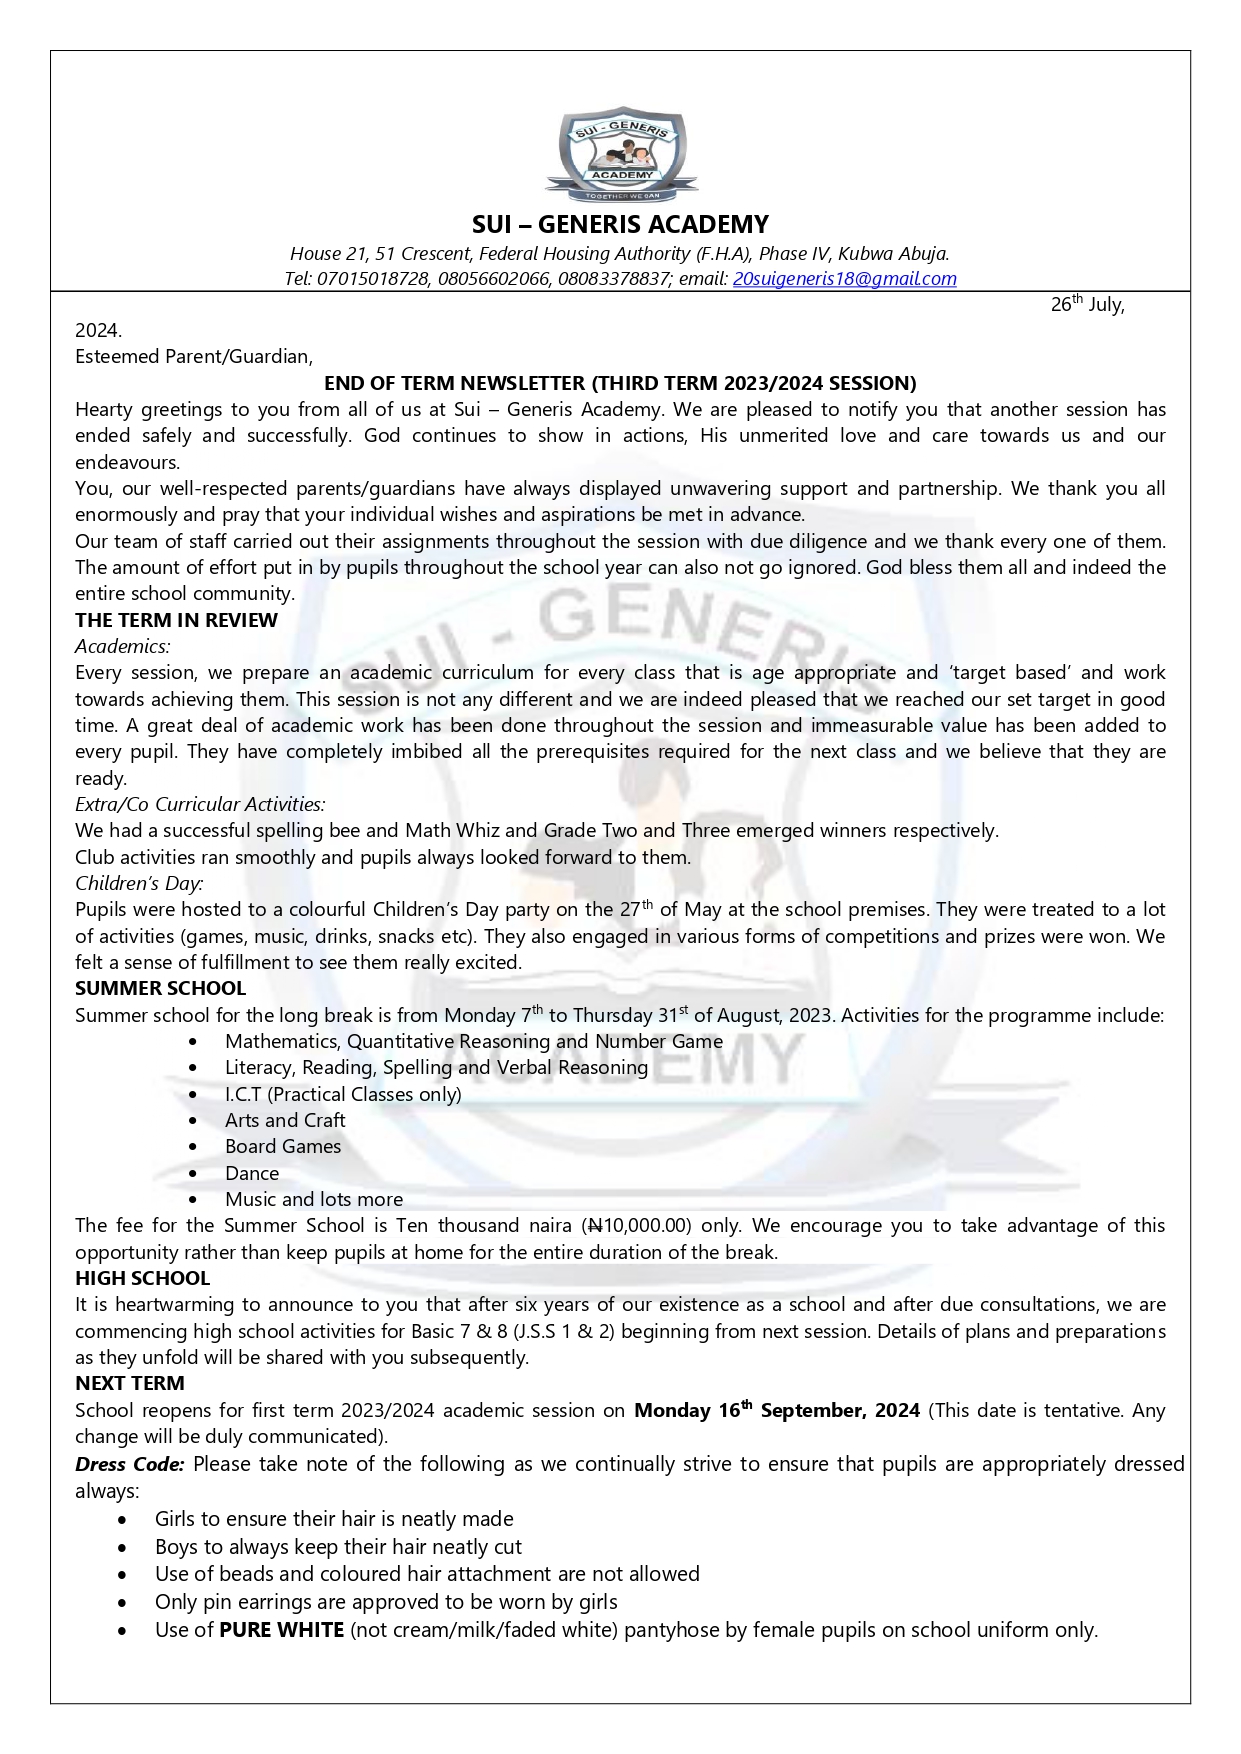 SUI - GENERIS
ACADEMY
TOGETHER WE CAN
SUI – GENERIS ACADEMY
House 21, 51 Crescent, Federal Housing Authority (F.H.A), Phase IV, Kubwa Abuja.
Tel: 07015018728, 08056602066, 08083378837; email: 20suigeneris18@gmail.com
26th July,
2024.
Esteemed Parent/Guardian,
END OF TERM NEWSLETTER (THIRD TERM 2023/2024 SESSION)
Hearty greetings to you from all of us at Sui – Generis Academy. We are pleased to notify you that another session has
ended safely and successfully. God continues to show in actions, His unmerited love and care towards us and our
endeavours.
You, our well-respected parents/guardians have always displayed unwavering support and partnership. We thank you all
enormously and pray that your individual wishes and aspirations be met in advance.
Our team of staff carried out their assignments throughout the session with due diligence and we thank every one of them.
The amount of effort put in by pupils throughout the school year can also not go ignored. God bless them all and indeed the
entire school community.
THE TERM IN REVIEW
Academics:
Every session, we prepare an academic curriculum for every class that is age appropriate and ‘target based’ and work
towards achieving them. This session is not any different and we are indeed pleased that we reached our set target in good
time. A great deal of academic work has been done throughout the session and immeasurable value has been added to
every pupil. They have completely imbibed all the prerequisites required for the next class and we believe that they are
ready.
Extra/Co Curricular Activities:
We had a successful spelling bee and Math Whiz and Grade Two and Three emerged winners respectively.
Club activities ran smoothly and pupils always looked forward to them.
Children’s Day:
Pupils were hosted to a colourful Children’s Day party on the 27th of May at the school premises. They were treated to a lot
of activities (games, music, drinks, snacks etc). They also engaged in various forms of competitions and prizes were won. We
felt a sense of fulfillment to see them really excited.
SUMMER SCHOOL
Summer school for the long break is from Monday 7th to Thursday 31st of August, 2023. Activities for the programme include:
• Mathematics, Quantitative Reasoning and Number Game
• Literacy, Reading, Spelling and Verbal Reasoning
• I.C.T (Practical Classes only)
• Arts and Craft
• Board Games
• Dance
• Music and lots more
The fee for the Summer School is Ten thousand naira (₦10,000.00) only. We encourage you to take advantage of this
opportunity rather than keep pupils at home for the entire duration of the break.
HIGH SCHOOL
It is heartwarming to announce to you that after six years of our existence as a school and after due consultations, we are
commencing high school activities for Basic 7 & 8 (J.S.S 1 & 2) beginning from next session. Details of plans and preparations
as they unfold will be shared with you subsequently.
NEXT TERM
School reopens for first term 2023/2024 academic session on Monday 16th September, 2024 (This date is tentative. Any
change will be duly communicated).
Dress Code: Please take note of the following as we continually strive to ensure that pupils are appropriately dressed
always:
• Girls to ensure their hair is neatly made
• Boys to always keep their hair neatly cut
• Use of beads and coloured hair attachment are not allowed
• Only pin earrings are approved to be worn by girls
• Use of PURE WHITE (not cream/milk/faded white) pantyhose by female pupils on school uniform only.